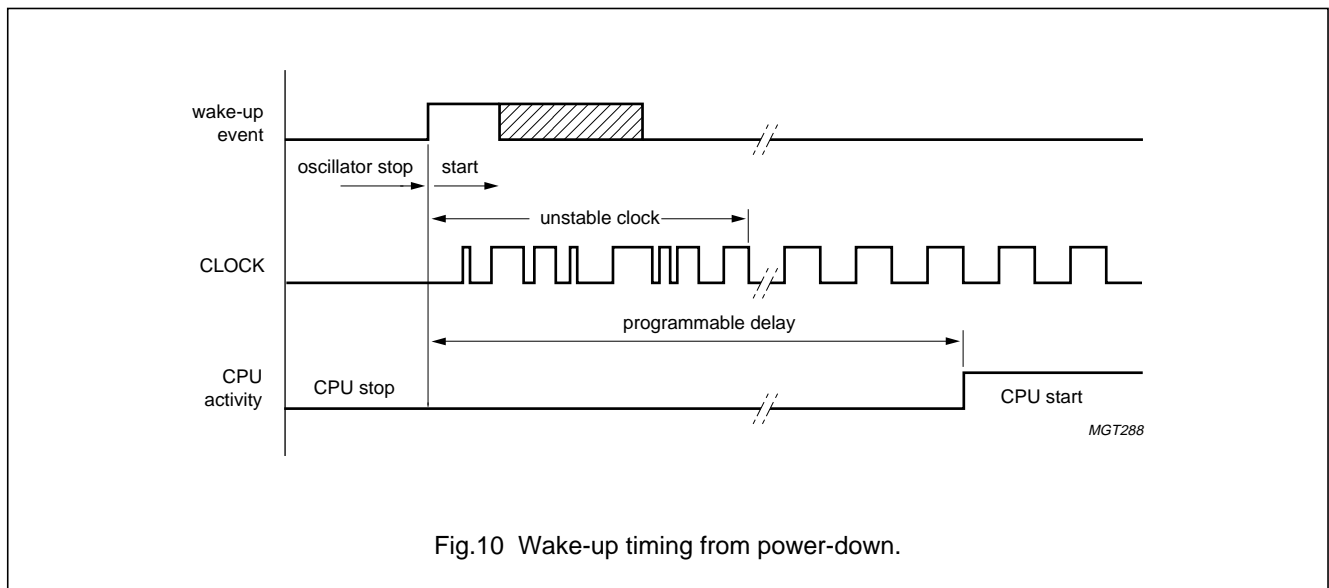 wake-up
event
oscillator stop
start
unstable clock
CLOCK
programmable delay
CPU
activity
CPU stop
CPU start
MGT288
Fig.10 Wake-up timing from power-down.